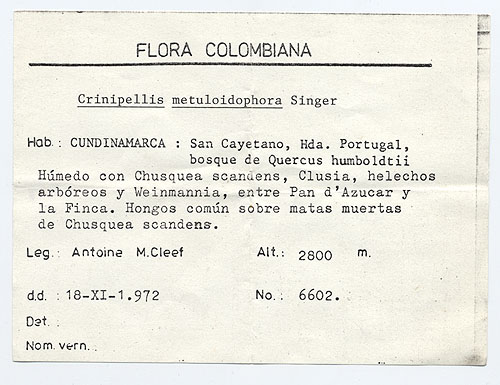 FLORA COLOMBIANA
Crinipellis metuloidophora Singer
Hab.: CUNDINAMARCA : San Cayetano, Hda. Portugal,
bosque de Quercus humboldtii
Húmedo con Chusquea scandens, Clusia, helechos
arbóreos y Weinmannia, entre Pan d'Azucar y
la Finca. Hongos común sobre matas muertas
de Chusquea scandens.
Leg.: Antoine M.Cleef Alt.: 2800 m.
d.d.: 18-XI-1.972 No.: 6602.
Det.:
Nom. vern.: